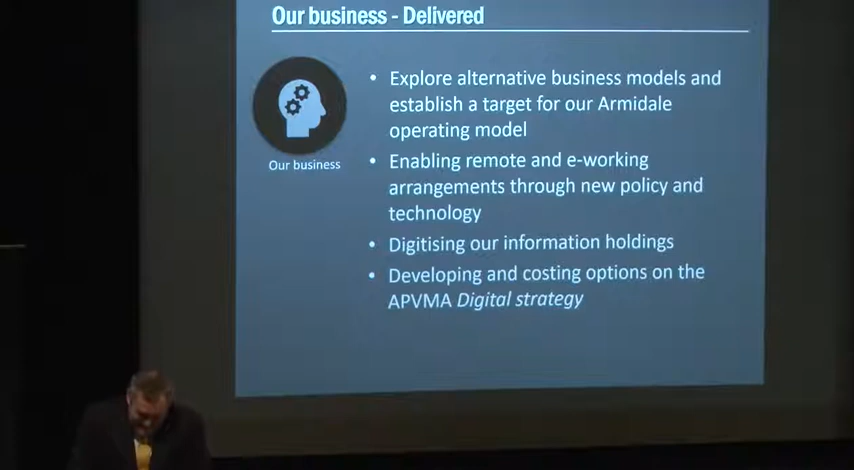 Our business - Delivered
• Explore alternative business models and
establish a target for our Armidale
operating model
Our business
• Enabling remote and e-working
arrangements through new policy and
technology
• Digitising our information holdings
• Developing and costing options on the
APVMA Digital strategy